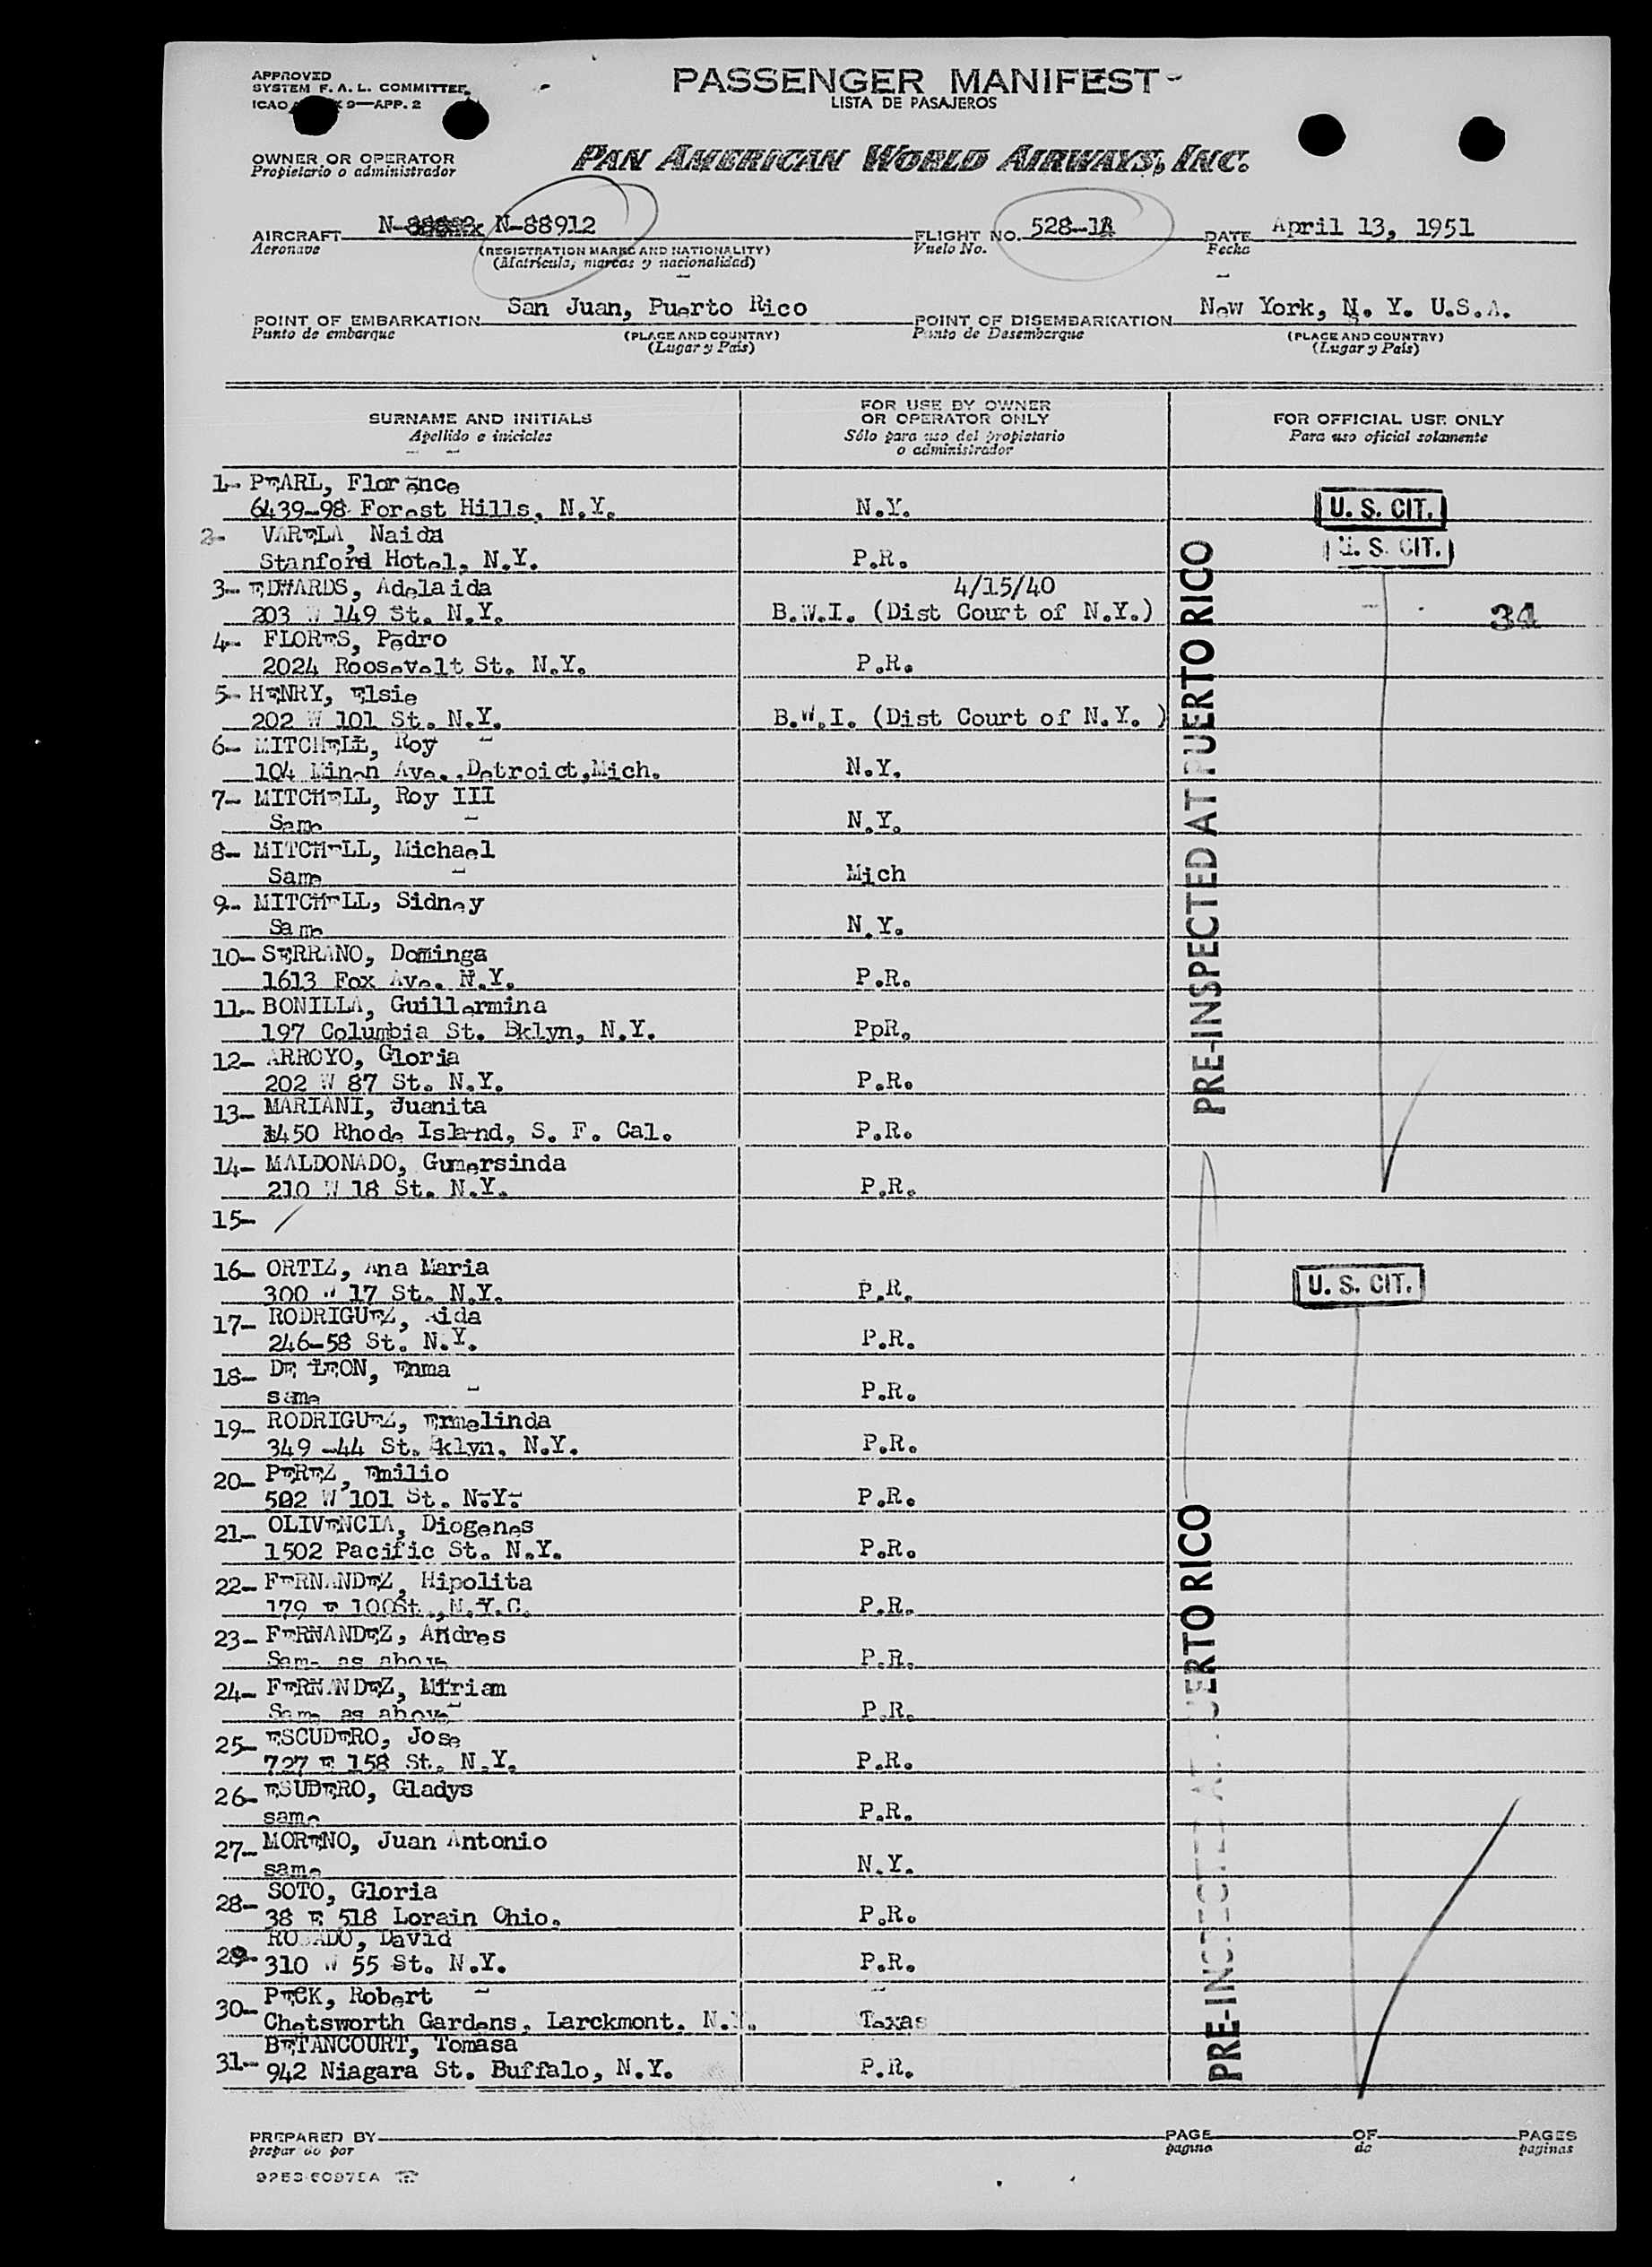 APPROVED
SYSTEM F. A. L. COMMITTEE
ICAO 9—APP. 2
PASSENGER MANIFEST
LISTA DE PASAJEROS
OWNER OR OPERATOR
Propietario o administrador
PAN AMERICAN WORLD AIRWAYS, INC.
AIRCRAFT N- N-88912 FLIGHT NO. 528-1A DATE April 13, 1951
Aeronave (REGISTRATION MARKS AND NATIONALITY) Vuelo No. Fecha
(Matrícula, marcas y nacionalidad)
POINT OF EMBARKATION San Juan, Puerto Rico POINT OF DISEMBARKATION New York, N. Y. U.S.A.
Punto de embarque (PLACE AND COUNTRY) Punto de Desembarque (PLACE AND COUNTRY)
(Lugar y País) (Lugar y País)
SURNAME AND INITIALS FOR USE BY OWNER OR OPERATOR ONLY FOR OFFICIAL USE ONLY
Apellido e iniciales Sólo para uso del propietario o administrador Para uso oficial solamente
1- PEARL, Florence
6439-98 Forest Hills, N.Y. N.Y. U. S. CIT.
2- VARELA, Naida
Stanford Hotel, N.Y. P.R. U. S. CIT.
3- EDWARDS, Adelaida 4/15/40
203 W 149 St. N.Y. B.W.I. (Dist Court of N.Y.) 34
4- FLORES, Pedro
2024 Roosevelt St. N.Y. P.R.
5- HENRY, Elsie
202 W 101 St. N.Y. B.W.I. (Dist Court of N.Y. )
6- MITCHELL, Roy
104 Ave.,Detroict,Mich. N.Y.
7- MITCHELL, Roy III
Same N.Y.
8- MITCHELL, Michael
Same Mich
9- MITCHELL, Sidney
Same N.Y.
10- SERRANO, Dominga
1613 Fox Ave. N.Y. P.R.
11- BONILLA, Guillermina
197 Columbia St. Bklyn, N.Y. PpR.
12- ARROYO, Gloria
202 W 87 St. N.Y. P.R.
13- MARIANI, Juanita
1450 Rhode Island, S. F. Cal. P.R.
14- MALDONADO, Gumersinda
210 W 18 St. N.Y. P.R.
15-
16- ORTIZ, Ana Maria
300 W 17 St. N.Y. P.R. U. S. CIT.
17- RODRIGUEZ, Aida
246-58 St. N.Y. P.R.
18- DE LEON, Enma
same P.R.
19- RODRIGUEZ, Ermelinda
349 -44 St. Bklyn, N.Y. P.R.
20- PEREZ, Emilio
502 W 101 St. N.Y. P.R.
21- OLIVENCIA, Diogenes
1502 Pacific St. N.Y. P.R.
22- FERNANDEZ, Hipolita
179 E 100St.,N.Y.C. P.R.
23- FERNANDEZ, Andres
Same as above P.R.
24- FERNANDEZ, Miriam
Same as above P.R.
25- ESCUDERO, Jose
727 E 158 St. N.Y. P.R.
26- ESUDERO, Gladys
same P.R.
27- MORENO, Juan Antonio
same N.Y.
28- SOTO, Gloria
38 E 518 Lorain Ohio. P.R.
29- ROSADO, David
310 W 55 St. N.Y. P.R.
30- PECK, Robert
Chatsworth Gardens, Larckmont. N.Y. Texas
31- BETANCOURT, Tomasa
942 Niagara St. Buffalo, N.Y. P.R.
PRE-INSPECTED AT PUERTO RICO
PRE-INSPECTED AT PUERTO RICO
PREPARED BY PAGE OF PAGES
preparado por pagina de paginas